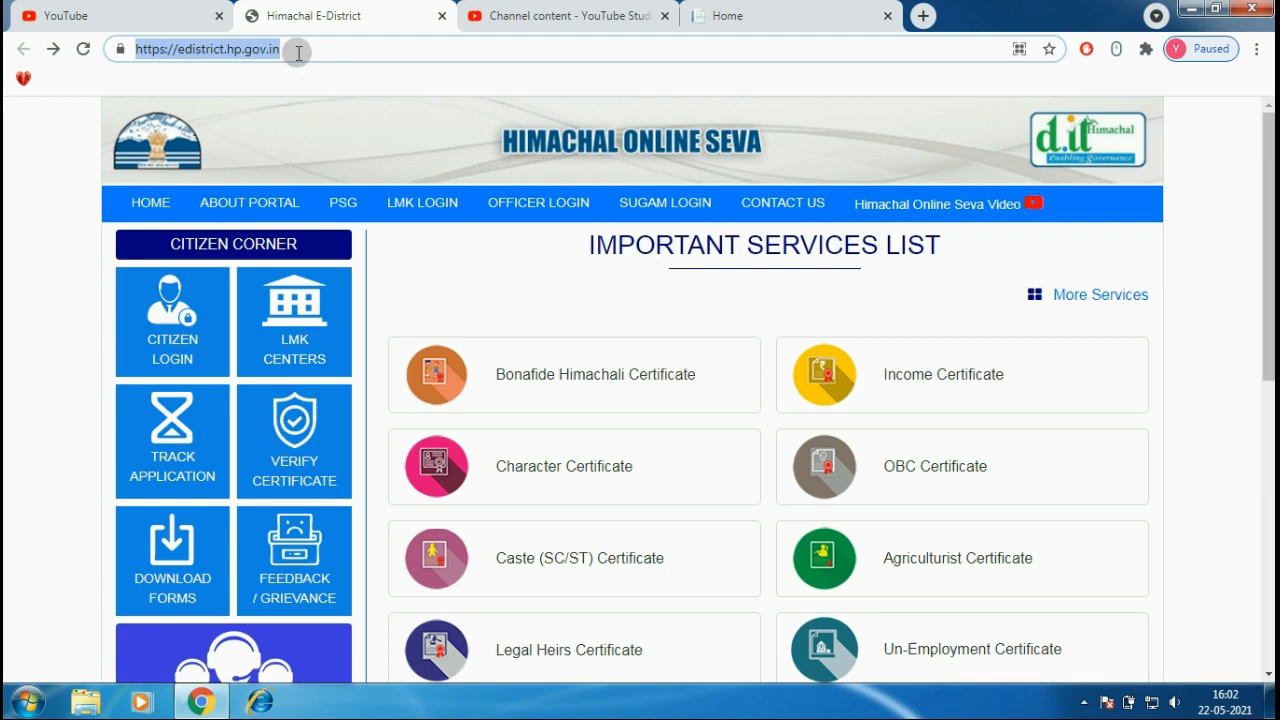 YouTube
Himachal E-District
Channel content - YouTube Stud
Home
https://edistrict.hp.gov.in
Y Paused
HIMACHAL ONLINE SEVA
d.it Himachal
Enabling Governance
HOME ABOUT PORTAL PSG LMK LOGIN OFFICER LOGIN SUGAM LOGIN CONTACT US Himachal Online Seva Video
CITIZEN CORNER
CITIZEN
LOGIN
LMK
CENTERS
TRACK
APPLICATION
VERIFY
CERTIFICATE
DOWNLOAD
FORMS
FEEDBACK
/ GRIEVANCE
IMPORTANT SERVICES LIST
More Services
Bonafide Himachali Certificate
Income Certificate
Character Certificate
OBC Certificate
Caste (SC/ST) Certificate
Agriculturist Certificate
Legal Heirs Certificate
Un-Employment Certificate
16:02
22-05-2021